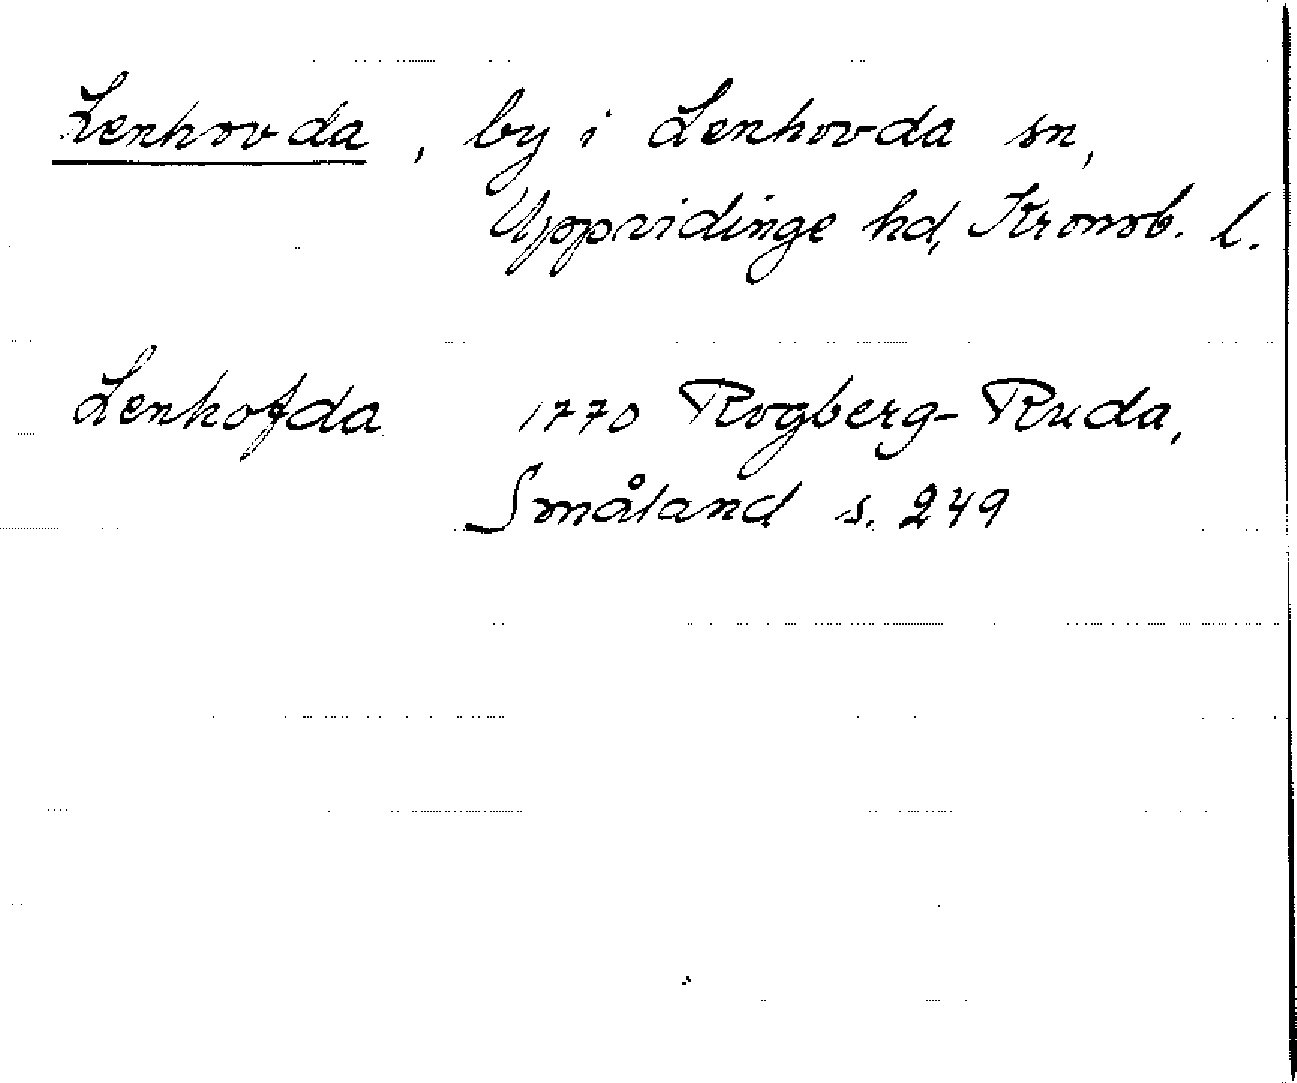 Lenhovda, by i Lenhovda sn,
Uppvidinge hd, Kronob. l.
Lenhofda 1770 Rogberg-Ruda,
Småland s. 249